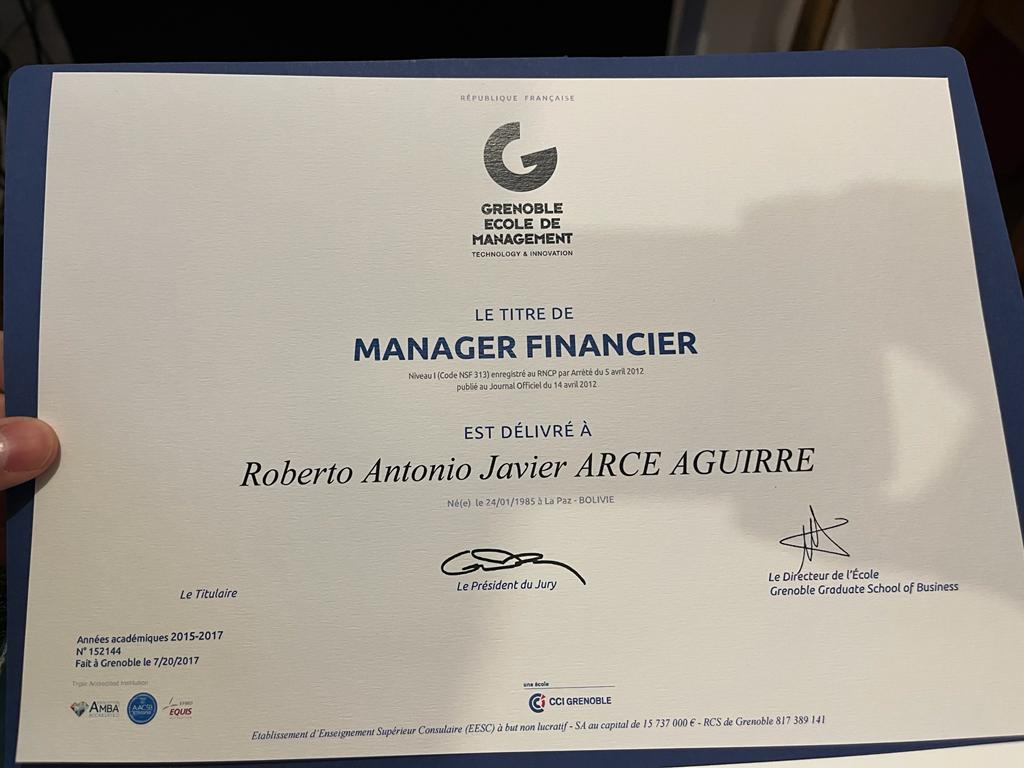 RÉPUBLIQUE FRANÇAISE
GRENOBLE
ECOLE DE
MANAGEMENT
TECHNOLOGY & INNOVATION
LE TITRE DE
MANAGER FINANCIER
Niveau I (Code NSF 313) enregistré au RNCP par Arrêté du 5 avril 2012
publié au Journal Officiel du 14 avril 2012
EST DÉLIVRÉ À
Roberto Antonio Javier ARCE AGUIRRE
Né(e) le 24/01/1985 à La Paz - BOLIVIE
Le Titulaire
Le Président du Jury
Le Directeur de l'École
Grenoble Graduate School of Business
Années académiques 2015-2017
N° 152144
Fait à Grenoble le 7/20/2017
Triple Accredited Institution
AMBA
ACCREDITED
AACSB
EFMD
EQUIS
une école
CCI GRENOBLE
Etablissement d'Enseignement Supérieur Consulaire (EESC) à but non lucratif - SA au capital de 15 737 000 € - RCS de Grenoble 817 389 141